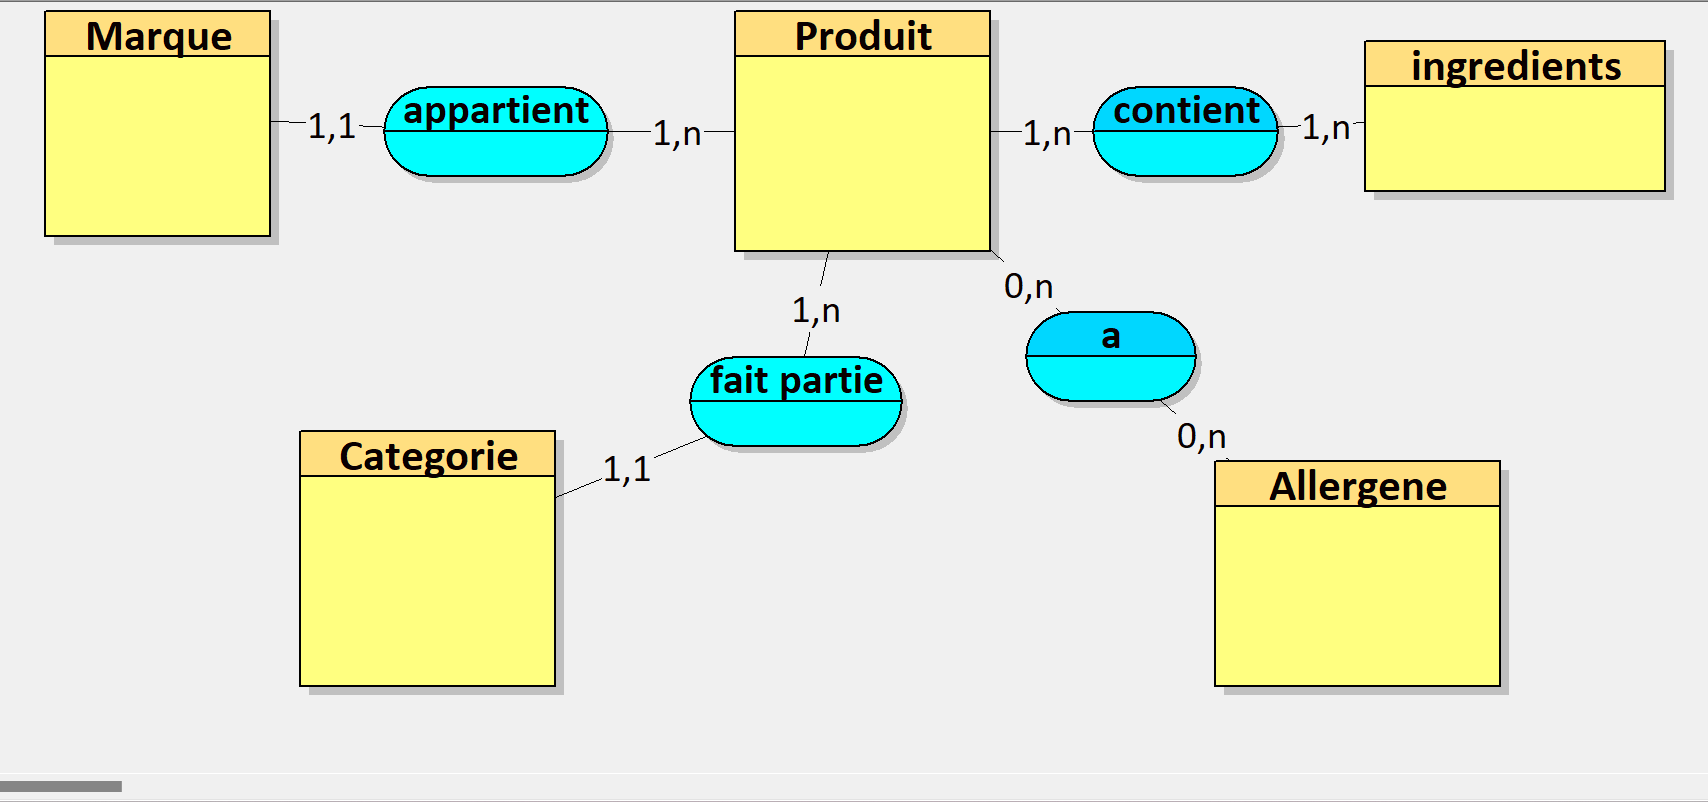 Marque
Produit
ingredients
appartient
contient
1,1
1,n
1,n
1,n
0,n
1,n
a
fait partie
0,n
Categorie
1,1
Allergene